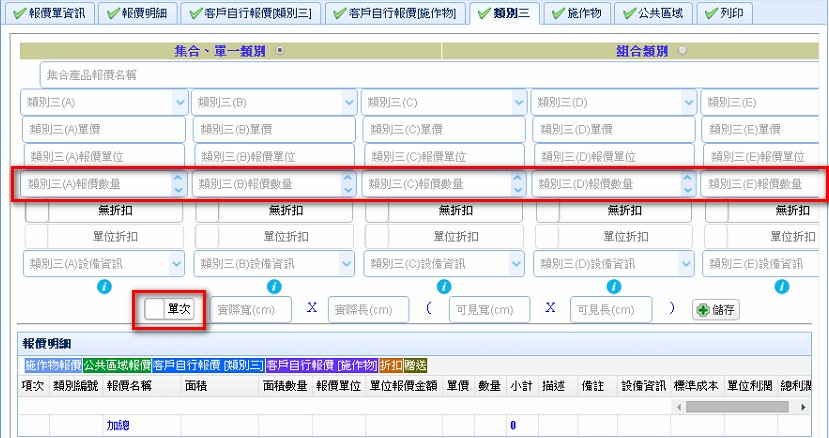 報價單資訊 報價明細 客戶自行報價[類別三] 客戶自行報價[施作物] 類別三 施作物 公共區域 列印
集合、單一類別 組合類別
集合產品報價名稱
類別三(A) 類別三(B) 類別三(C) 類別三(D) 類別三(E)
類別三(A)單價 類別三(B)單價 類別三(C)單價 類別三(D)單價 類別三(E)單價
類別三(A)報價單位 類別三(B)報價單位 類別三(C)報價單位 類別三(D)報價單位 類別三(E)報價單位
類別三(A)報價數量 類別三(B)報價數量 類別三(C)報價數量 類別三(D)報價數量 類別三(E)報價數量
無折扣 無折扣 無折扣 無折扣 無折扣
單位折扣 單位折扣 單位折扣 單位折扣 單位折扣
類別三(A)設備資訊 類別三(B)設備資訊 類別三(C)設備資訊 類別三(D)設備資訊 類別三(E)設備資訊
單次 實際寬(cm) X 實際長(cm) ( 可見寬(cm) X 可見長(cm) ) 儲存
報價明細
施作物報價 公共區域報價 客戶自行報價 [類別三] 客戶自行報價 [施作物] 折扣 贈送
項次 類別編號 報價名稱 面積 面積數量 報價單位 單位報價金額 單價 數量 小計 描述 備註 設備資訊 標準成本 單位利潤 總利潤
加總 0